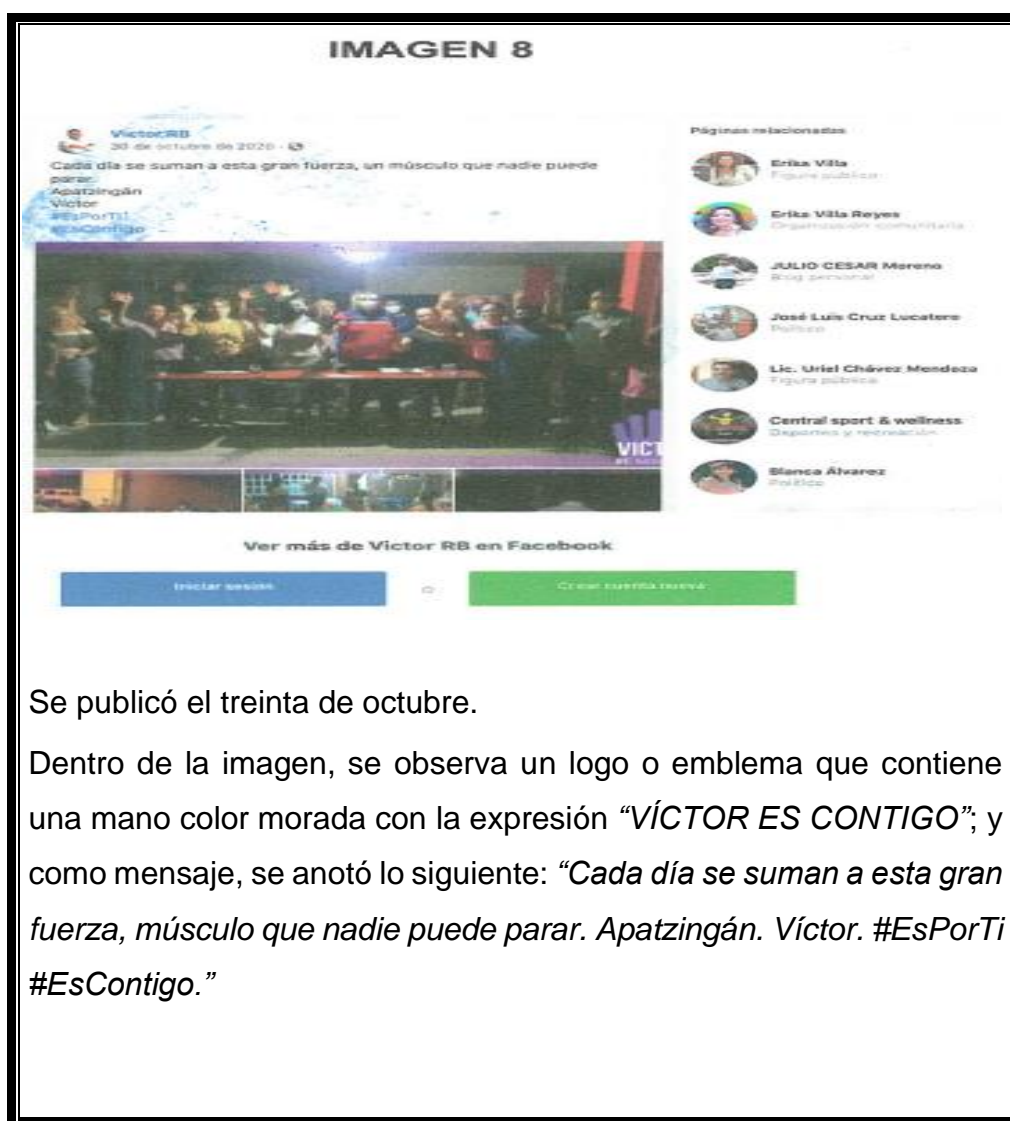 IMAGEN 8
Victor RB
30 de octubre de 2020
Cada día se suman a esta gran fuerza, un músculo que nadie puede
parar.
Apatzingán
Víctor
#EsPorTi!
#EsContigo
VICT
Páginas relacionadas
Erika Villa
Figura pública
Erika Villa Reyes
Organización comunitaria
JULIO CESAR Moreno
Blog personal
José Luis Cruz Lucatero
Político
Lic. Uriel Chávez Mendoza
Figura pública
Central sport & wellness
Deportes y recreación
Blanca Álvarez
Político
Ver más de Victor RB en Facebook
Iniciar sesión
o
Crear cuenta nueva
Se publicó el treinta de octubre.
Dentro de la imagen, se observa un logo o emblema que contiene
una mano color morada con la expresión “VÍCTOR ES CONTIGO”; y
como mensaje, se anotó lo siguiente: “Cada día se suman a esta gran
fuerza, músculo que nadie puede parar. Apatzingán. Víctor. #EsPorTi
#EsContigo.”